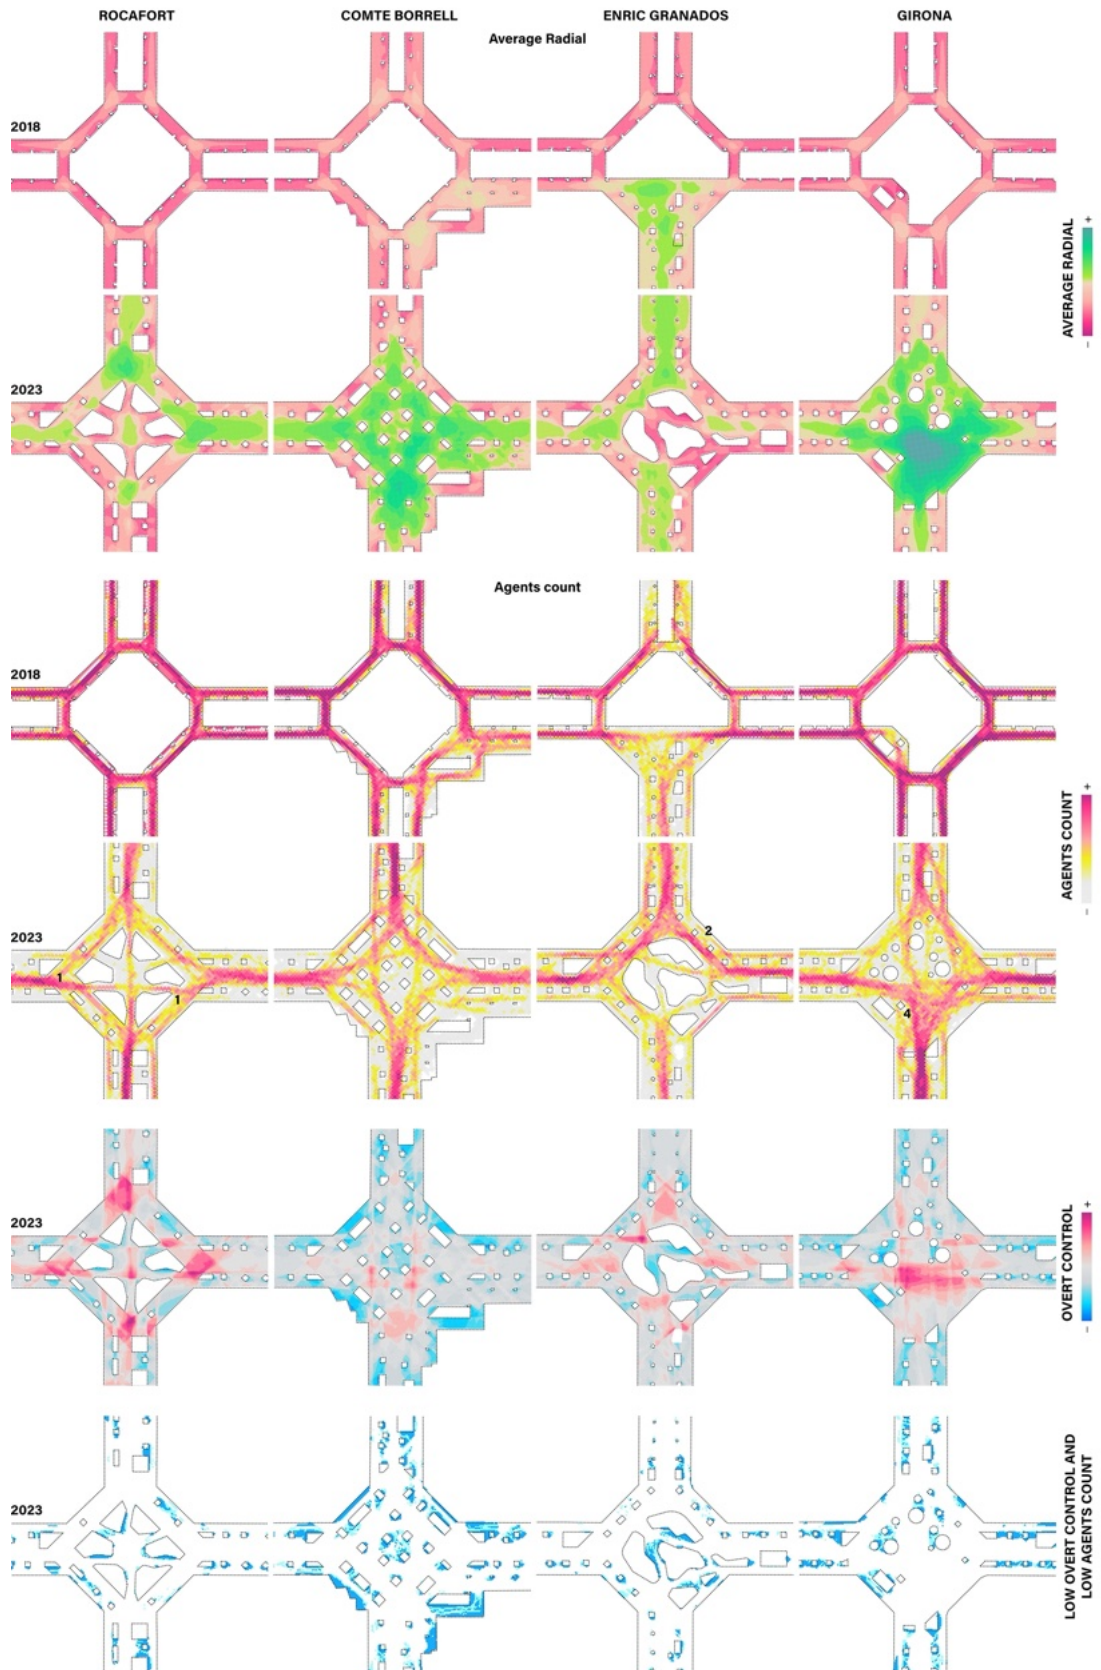 ROCAFORT
COMTE BORRELL
ENRIC GRANADOS
GIRONA
Average Radial
2018
AVERAGE RADIAL
+
−
2023
Agents count
2018
AGENTS COUNT
+
−
2023
1
1
2
4
2023
OVERT CONTROL
+
−
2023
LOW OVERT CONTROL AND
LOW AGENTS COUNT